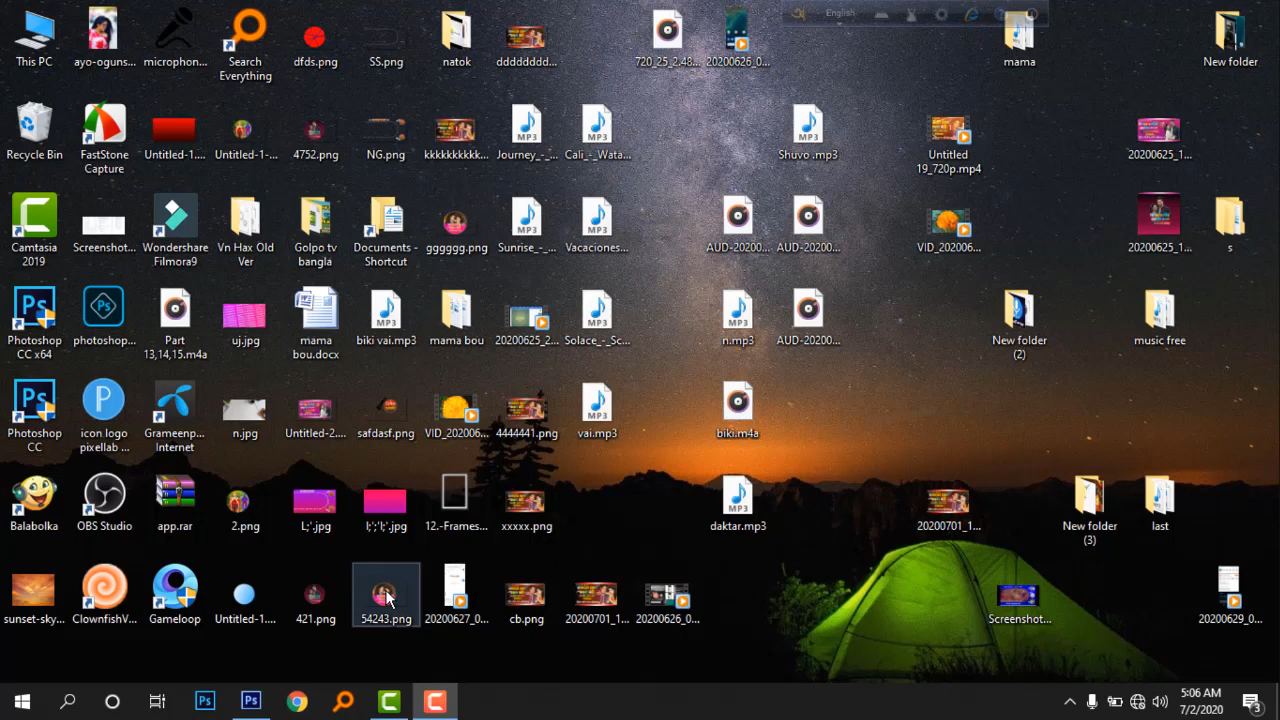 English
This PC
ayo-oguns...
microphon...
Search
Everything
dfds.png
SS.png
natok
ddddddddd...
720_25_2.48...
20200626_0...
mama
New folder
Recycle Bin
FastStone
Capture
Untitled-1....
Untitled-1-...
4752.png
NG.png
kkkkkkkkkk...
Journey_-_...
Cali_-_Wata...
Shuvo .mp3
Untitled
19_720p.mp4
20200625_1...
Camtasia
2019
Screenshot...
Wondershare
Filmora9
Vn Hax Old
Ver
Golpo tv
bangla
Documents -
Shortcut
gggggg.png
Sunrise_-_...
Vacaciones...
AUD-20200...
AUD-20200...
VID_202006...
20200625_1...
s
Photoshop
CC x64
photoshop...
Part
13,14,15.m4a
uj.jpg
mama
bou.docx
biki vai.mp3
mama bou
20200625_2...
Solace_-_Sc...
n.mp3
AUD-20200...
New folder
(2)
music free
Photoshop
CC
icon logo
pixellab ...
Grameenp...
Internet
n.jpg
Untitled-2....
safdasf.png
VID_202006...
4444441.png
vai.mp3
biki.m4a
Balabolka
OBS Studio
app.rar
2.png
L;'.jpg
l;';'l;'.jpg
12.-Frames...
xxxxx.png
daktar.mp3
20200701_1...
New folder
(3)
last
sunset-sky...
ClownfishV...
Gameloop
Untitled-1....
421.png
54243.png
20200627_0...
cb.png
20200701_1...
20200626_0...
Screenshot...
20200629_0...
5:06 AM
7/2/2020
3